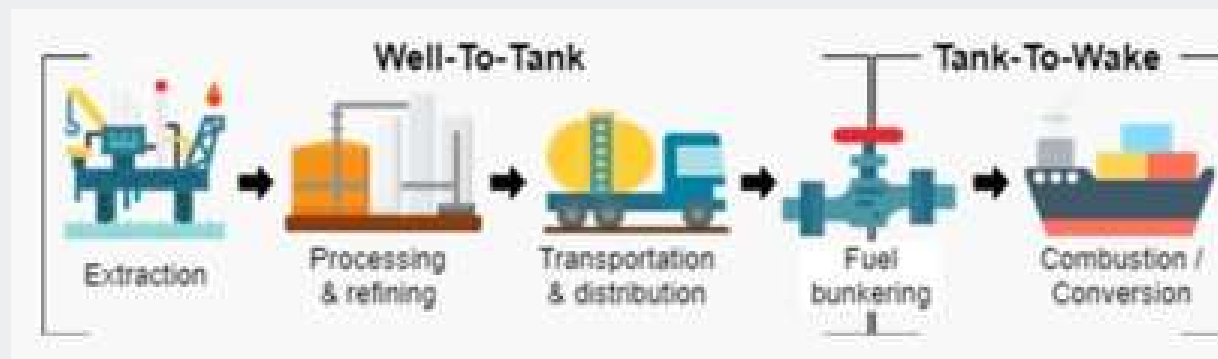 Well-To-Tank
Tank-To-Wake
Extraction
Processing
& refining
Transportation
& distribution
Fuel
bunkering
Combustion /
Conversion